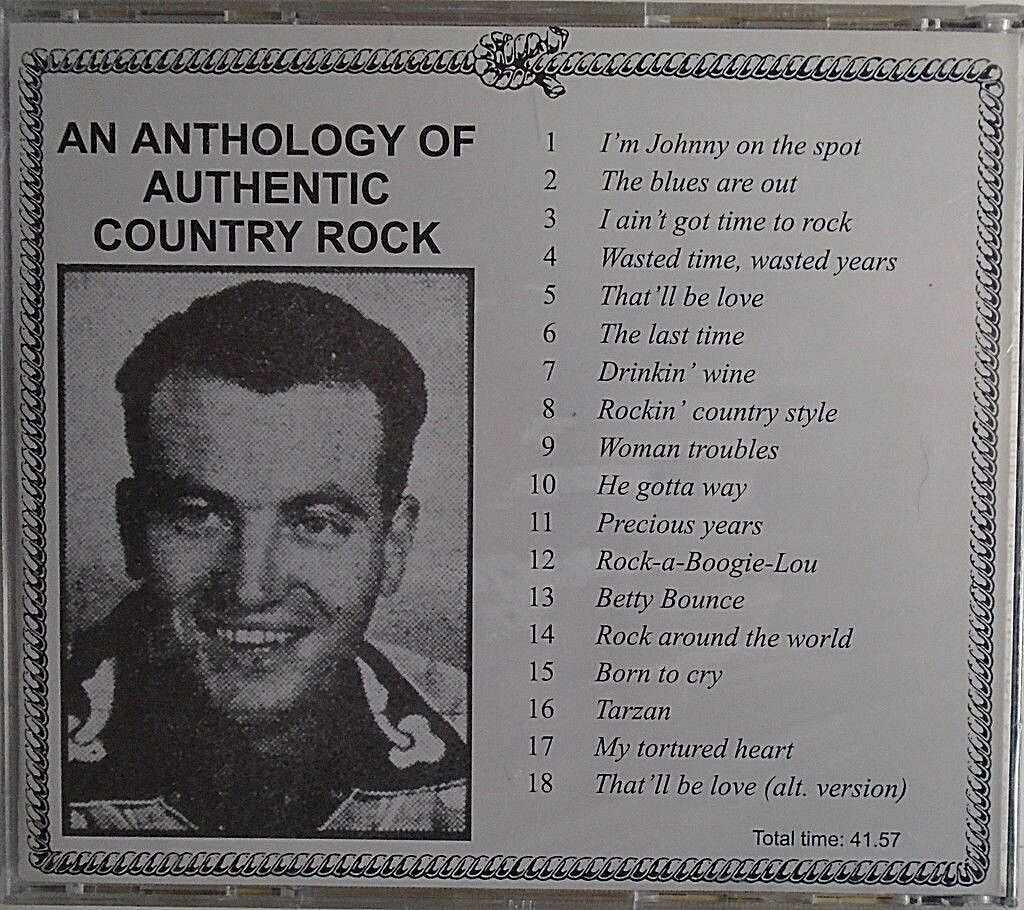 AN ANTHOLOGY OF
AUTHENTIC
COUNTRY ROCK
1 I'm Johnny on the spot
2 The blues are out
3 I ain't got time to rock
4 Wasted time, wasted years
5 That'll be love
6 The last time
7 Drinkin' wine
8 Rockin' country style
9 Woman troubles
10 He gotta way
11 Precious years
12 Rock-a-Boogie-Lou
13 Betty Bounce
14 Rock around the world
15 Born to cry
16 Tarzan
17 My tortured heart
18 That'll be love (alt. version)
Total time: 41.57